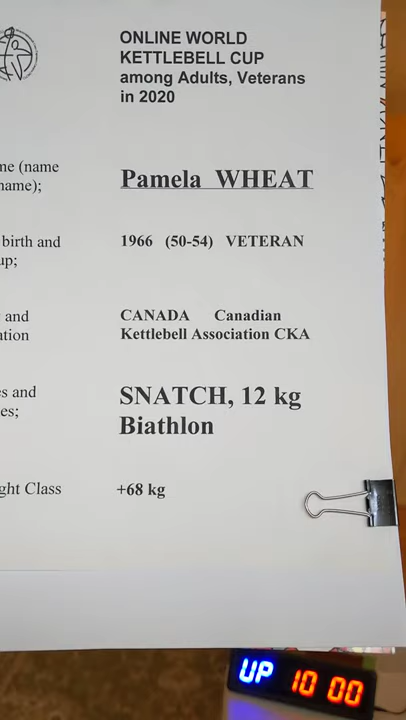 ONLINE WORLD
KETTLEBELL CUP
among Adults, Veterans
in 2020
me (name
name);
Pamela WHEAT
birth and
up;
1966 (50-54) VETERAN
and
ation
CANADA Canadian
Kettlebell Association CKA
es and
es;
SNATCH, 12 kg
Biathlon
ght Class
+68 kg
UP 10 00